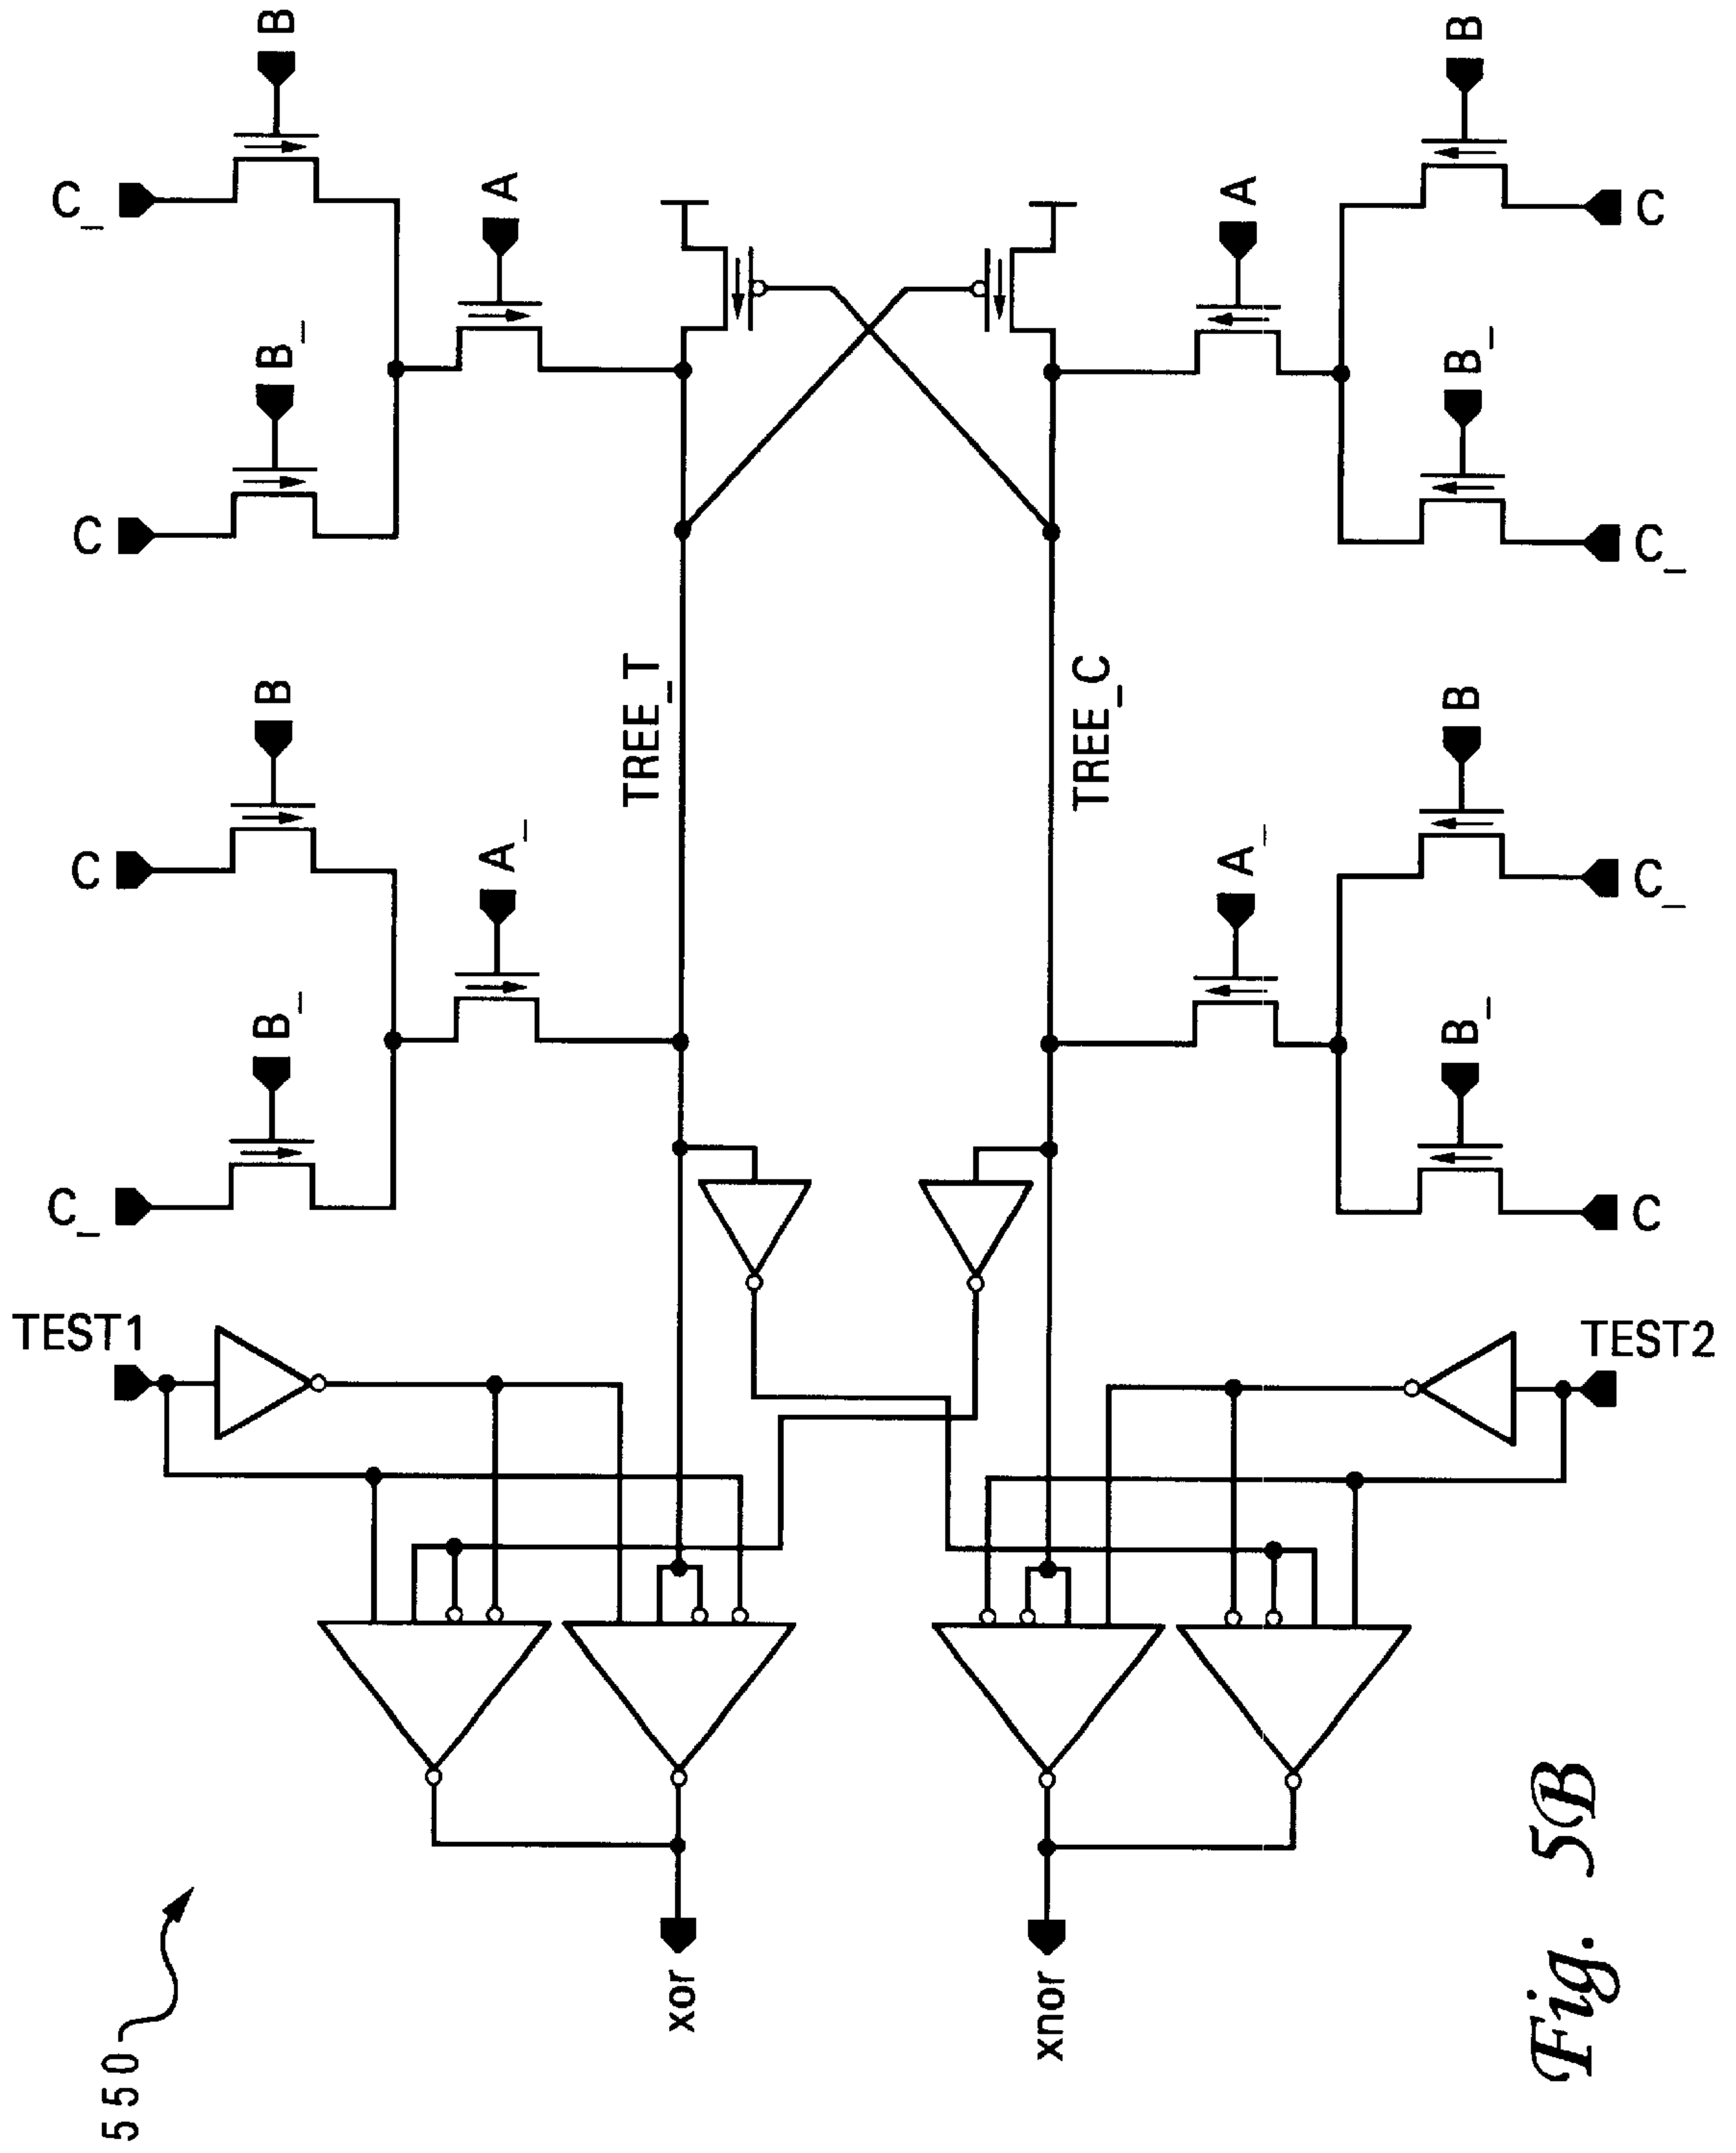 B
B
C_
A
A
C
B_
B_
C
C_
B
B
TREE_T
TREE_C
C
A_
A_
C_
B_
B_
C_
C
TEST1
TEST2
xor
xnor
550
Fig. 5B